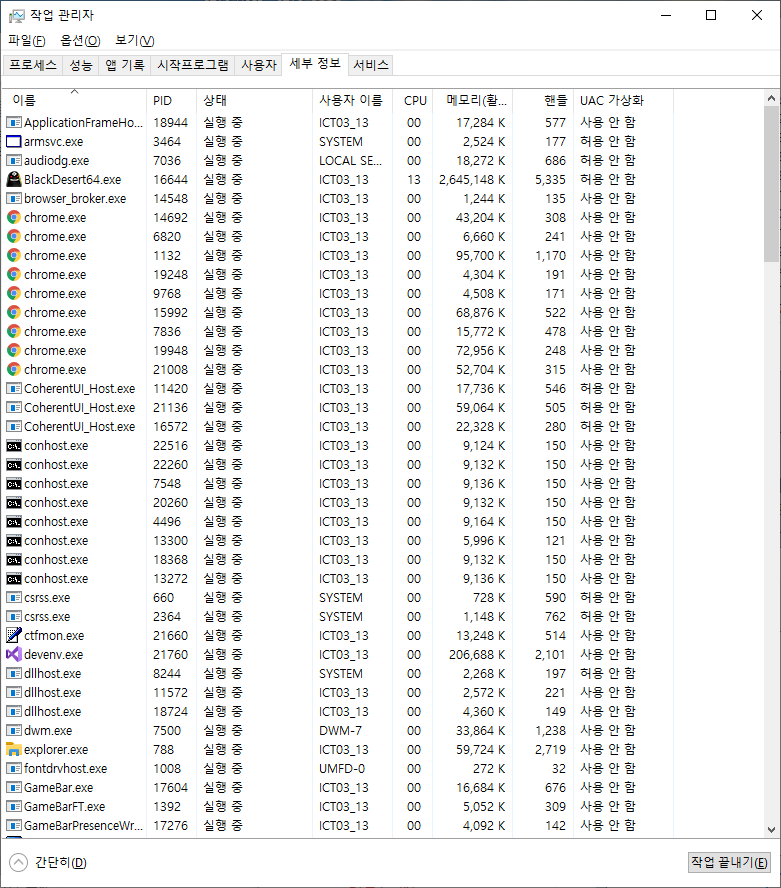 작업 관리자
파일(F) 옵션(O) 보기(V)
프로세스 성능 앱 기록 시작프로그램 사용자 세부 정보 서비스
이름 PID 상태 사용자 이름 CPU 메모리(활... 핸들 UAC 가상화
ApplicationFrameHo... 18944 실행 중 ICT03_13 00 17,284 K 577 사용 안 함
armsvc.exe 3464 실행 중 SYSTEM 00 2,524 K 177 허용 안 함
audiodg.exe 7036 실행 중 LOCAL SE... 00 18,272 K 686 허용 안 함
BlackDesert64.exe 16644 실행 중 ICT03_13 13 2,645,148 K 5,335 허용 안 함
browser_broker.exe 14548 실행 중 ICT03_13 00 1,244 K 135 사용 안 함
chrome.exe 14692 실행 중 ICT03_13 00 43,204 K 308 사용 안 함
chrome.exe 6820 실행 중 ICT03_13 00 6,660 K 241 사용 안 함
chrome.exe 1132 실행 중 ICT03_13 00 95,700 K 1,170 사용 안 함
chrome.exe 19248 실행 중 ICT03_13 00 4,304 K 191 사용 안 함
chrome.exe 9768 실행 중 ICT03_13 00 4,508 K 171 사용 안 함
chrome.exe 15992 실행 중 ICT03_13 00 68,876 K 522 사용 안 함
chrome.exe 7836 실행 중 ICT03_13 00 15,772 K 478 사용 안 함
chrome.exe 19948 실행 중 ICT03_13 00 72,956 K 248 사용 안 함
chrome.exe 21008 실행 중 ICT03_13 00 52,704 K 315 사용 안 함
CoherentUI_Host.exe 11420 실행 중 ICT03_13 00 17,736 K 546 허용 안 함
CoherentUI_Host.exe 21136 실행 중 ICT03_13 00 59,064 K 505 허용 안 함
CoherentUI_Host.exe 16572 실행 중 ICT03_13 00 22,328 K 280 허용 안 함
conhost.exe 22516 실행 중 ICT03_13 00 9,124 K 150 사용 안 함
conhost.exe 22260 실행 중 ICT03_13 00 9,132 K 150 사용 안 함
conhost.exe 7548 실행 중 ICT03_13 00 9,136 K 150 사용 안 함
conhost.exe 20260 실행 중 ICT03_13 00 9,132 K 150 사용 안 함
conhost.exe 4496 실행 중 ICT03_13 00 9,164 K 150 사용 안 함
conhost.exe 13300 실행 중 ICT03_13 00 5,996 K 121 사용 안 함
conhost.exe 18368 실행 중 ICT03_13 00 9,132 K 150 사용 안 함
conhost.exe 13272 실행 중 ICT03_13 00 9,136 K 150 사용 안 함
csrss.exe 660 실행 중 SYSTEM 00 728 K 590 허용 안 함
csrss.exe 2364 실행 중 SYSTEM 00 1,148 K 762 허용 안 함
ctfmon.exe 21660 실행 중 ICT03_13 00 13,248 K 514 사용 안 함
devenv.exe 21760 실행 중 ICT03_13 00 206,688 K 2,101 사용 안 함
dllhost.exe 8244 실행 중 SYSTEM 00 2,268 K 197 허용 안 함
dllhost.exe 11572 실행 중 ICT03_13 00 2,572 K 221 사용 안 함
dllhost.exe 18724 실행 중 ICT03_13 00 4,360 K 149 사용 안 함
dwm.exe 7500 실행 중 DWM-7 00 33,864 K 1,238 사용 안 함
explorer.exe 788 실행 중 ICT03_13 00 59,724 K 2,719 사용 안 함
fontdrvhost.exe 1008 실행 중 UMFD-0 00 272 K 32 사용 안 함
GameBar.exe 17604 실행 중 ICT03_13 00 16,684 K 676 사용 안 함
GameBarFT.exe 1392 실행 중 ICT03_13 00 5,052 K 309 사용 안 함
GameBarPresenceWr... 17276 실행 중 ICT03_13 00 4,092 K 142 사용 안 함
간단히(D) 작업 끝내기(E)